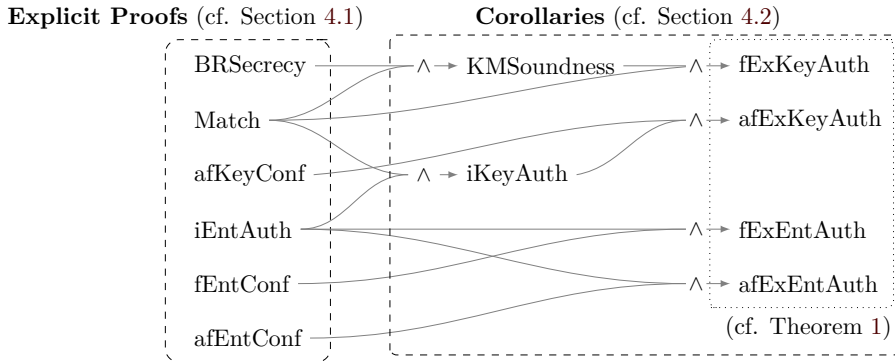 Explicit Proofs (cf. Section 4.1)
Corollaries (cf. Section 4.2)
BRSecrecy
∧
KMSoundness
∧
fExKeyAuth
Match
∧
afExKeyAuth
afKeyConf
∧
iKeyAuth
iEntAuth
∧
fExEntAuth
fEntConf
∧
afExEntAuth
afEntConf
(cf. Theorem 1)